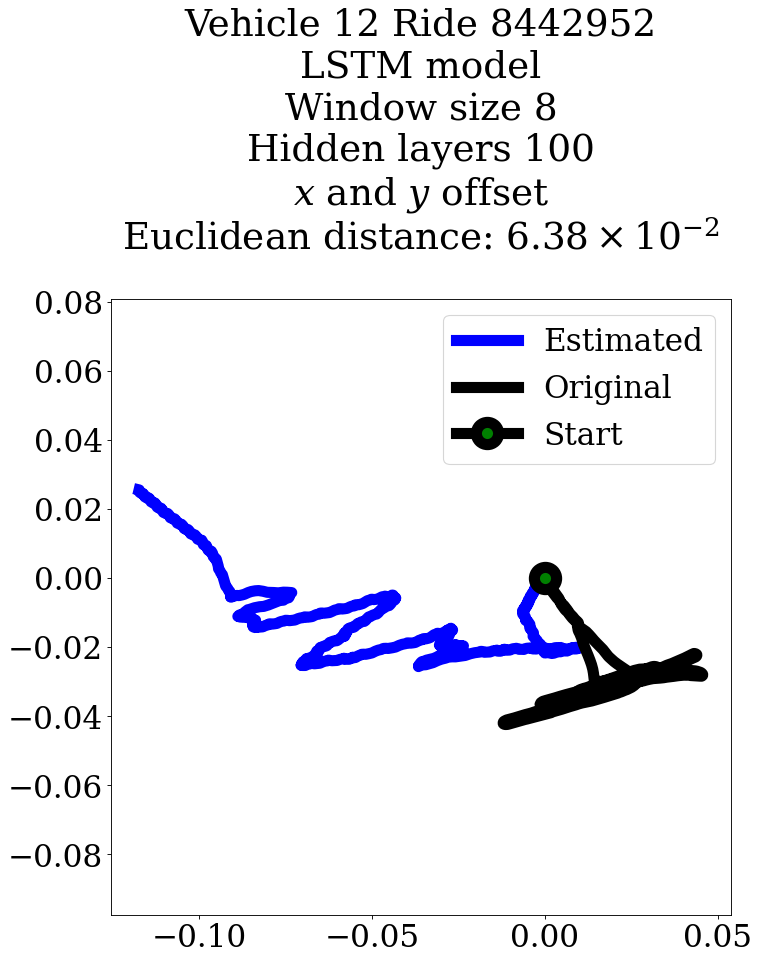 Vehicle 12 Ride 8442952
LSTM model
Window size 8
Hidden layers 100
x and y offset
Euclidean distance: 6.38 × 10⁻²
0.08
0.06
0.04
0.02
0.00
−0.02
−0.04
−0.06
−0.08
Estimated
Original
Start
−0.10
−0.05
0.00
0.05